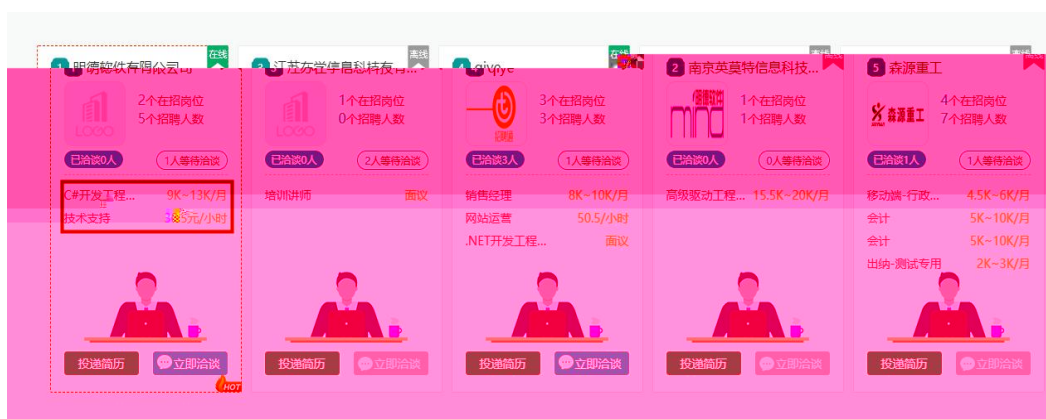 在线
离线
在线
离线
离线
1 明德软件有限公司
3
4 qiyoe
2 南京英莫特信息科技...
5 森源重工
LOGO
2个在招岗位
5个招聘人数
LOGO
1个在招岗位
0个招聘人数
3个在招岗位
3个招聘人数
1个在招岗位
1个招聘人数
森源重工
4个在招岗位
7个招聘人数
已洽谈0人 1人等待洽谈
已洽谈0人 2人等待洽谈
已洽谈3人 1人等待洽谈
已洽谈0人 0人等待洽谈
已洽谈1人 1人等待洽谈
C#开发工程... 9K~13K/月
技术支持 5元/小时
培训讲师 面议
销售经理 8K~10K/月
网站运营 50.5/小时
.NET开发工程... 面议
高级驱动工程... 15.5K~20K/月
移动端-行政... 4.5K~6K/月
会计 5K~10K/月
会计 5K~10K/月
出纳-测试专用 2K~3K/月
投递简历 立即洽谈
HOT
投递简历 立即洽谈
投递简历 立即洽谈
投递简历 立即洽谈
投递简历 立即洽谈